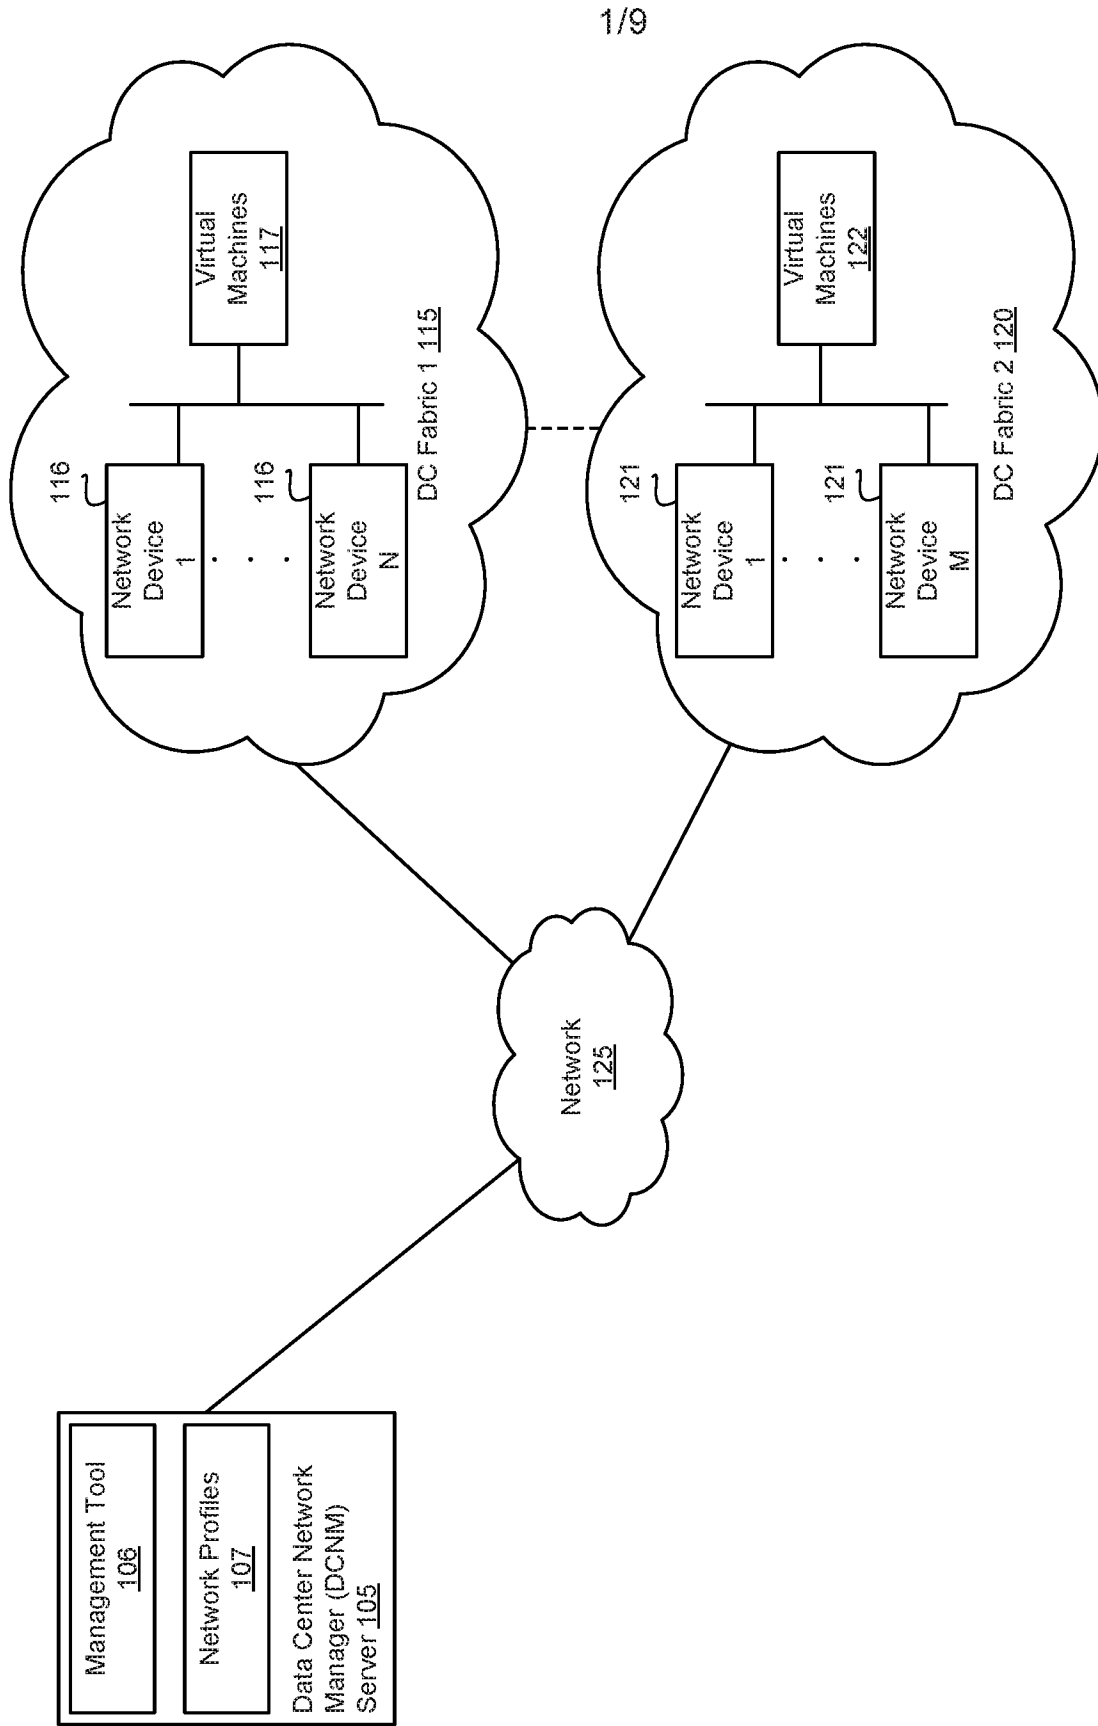 1/9
Management Tool
106
Network Profiles
107
Data Center Network
Manager (DCNM)
Server 105
Network
125
116
Network
Device
1
. . .
116
Network
Device
N
Virtual
Machines
117
DC Fabric 1 115
121
Network
Device
1
. . .
121
Network
Device
M
Virtual
Machines
122
DC Fabric 2 120